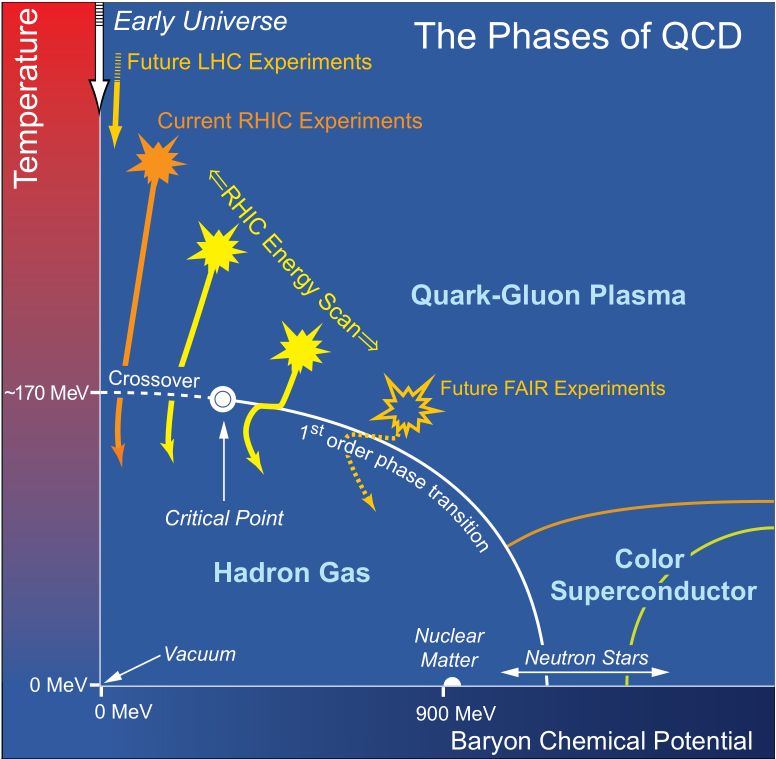 The Phases of QCD
Early Universe
Future LHC Experiments
Current RHIC Experiments
Temperature
⇐RHIC Energy Scan⇒
Quark-Gluon Plasma
Crossover
~170 MeV
Future FAIR Experiments
1st order phase transition
Critical Point
Hadron Gas
Color
Superconductor
Nuclear
Matter
Neutron Stars
Vacuum
0 MeV
0 MeV
900 MeV
Baryon Chemical Potential